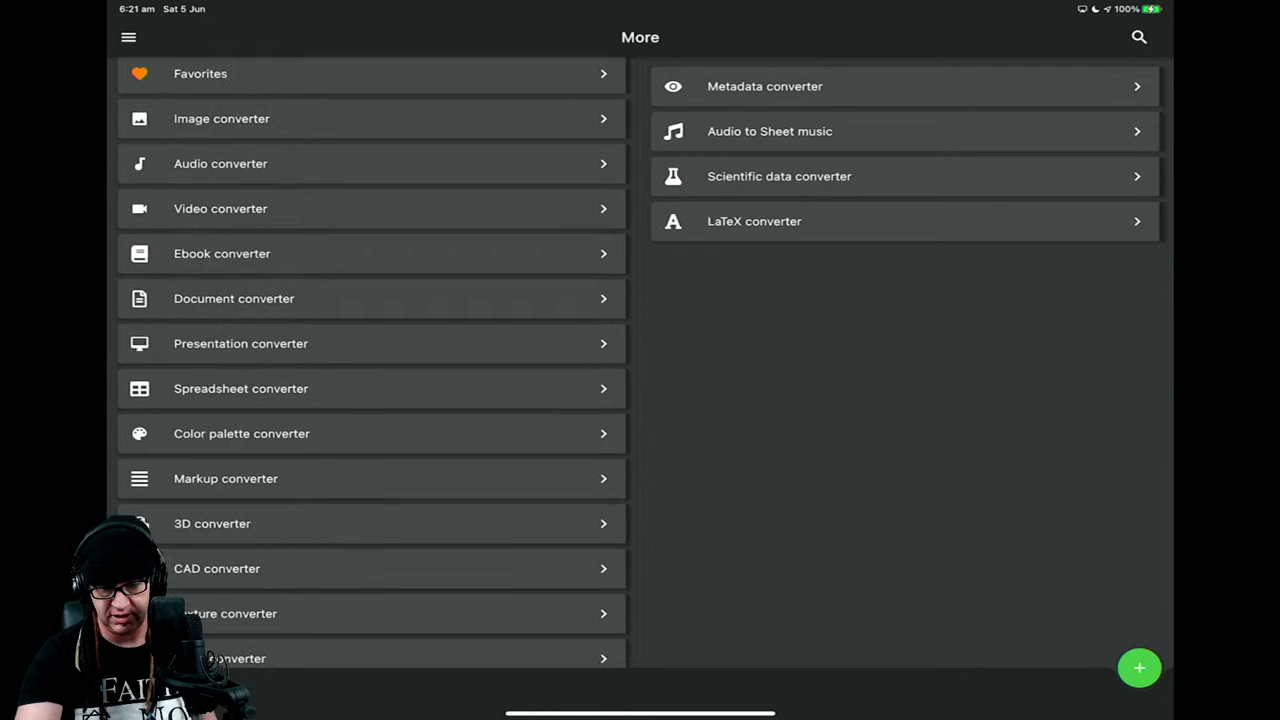 6:21 am Sat 5 Jun
100%
More
Favorites
Image converter
Audio converter
Video converter
Ebook converter
Document converter
Presentation converter
Spreadsheet converter
Color palette converter
Markup converter
3D converter
CAD converter
converter
converter
Metadata converter
Audio to Sheet music
Scientific data converter
LaTeX converter